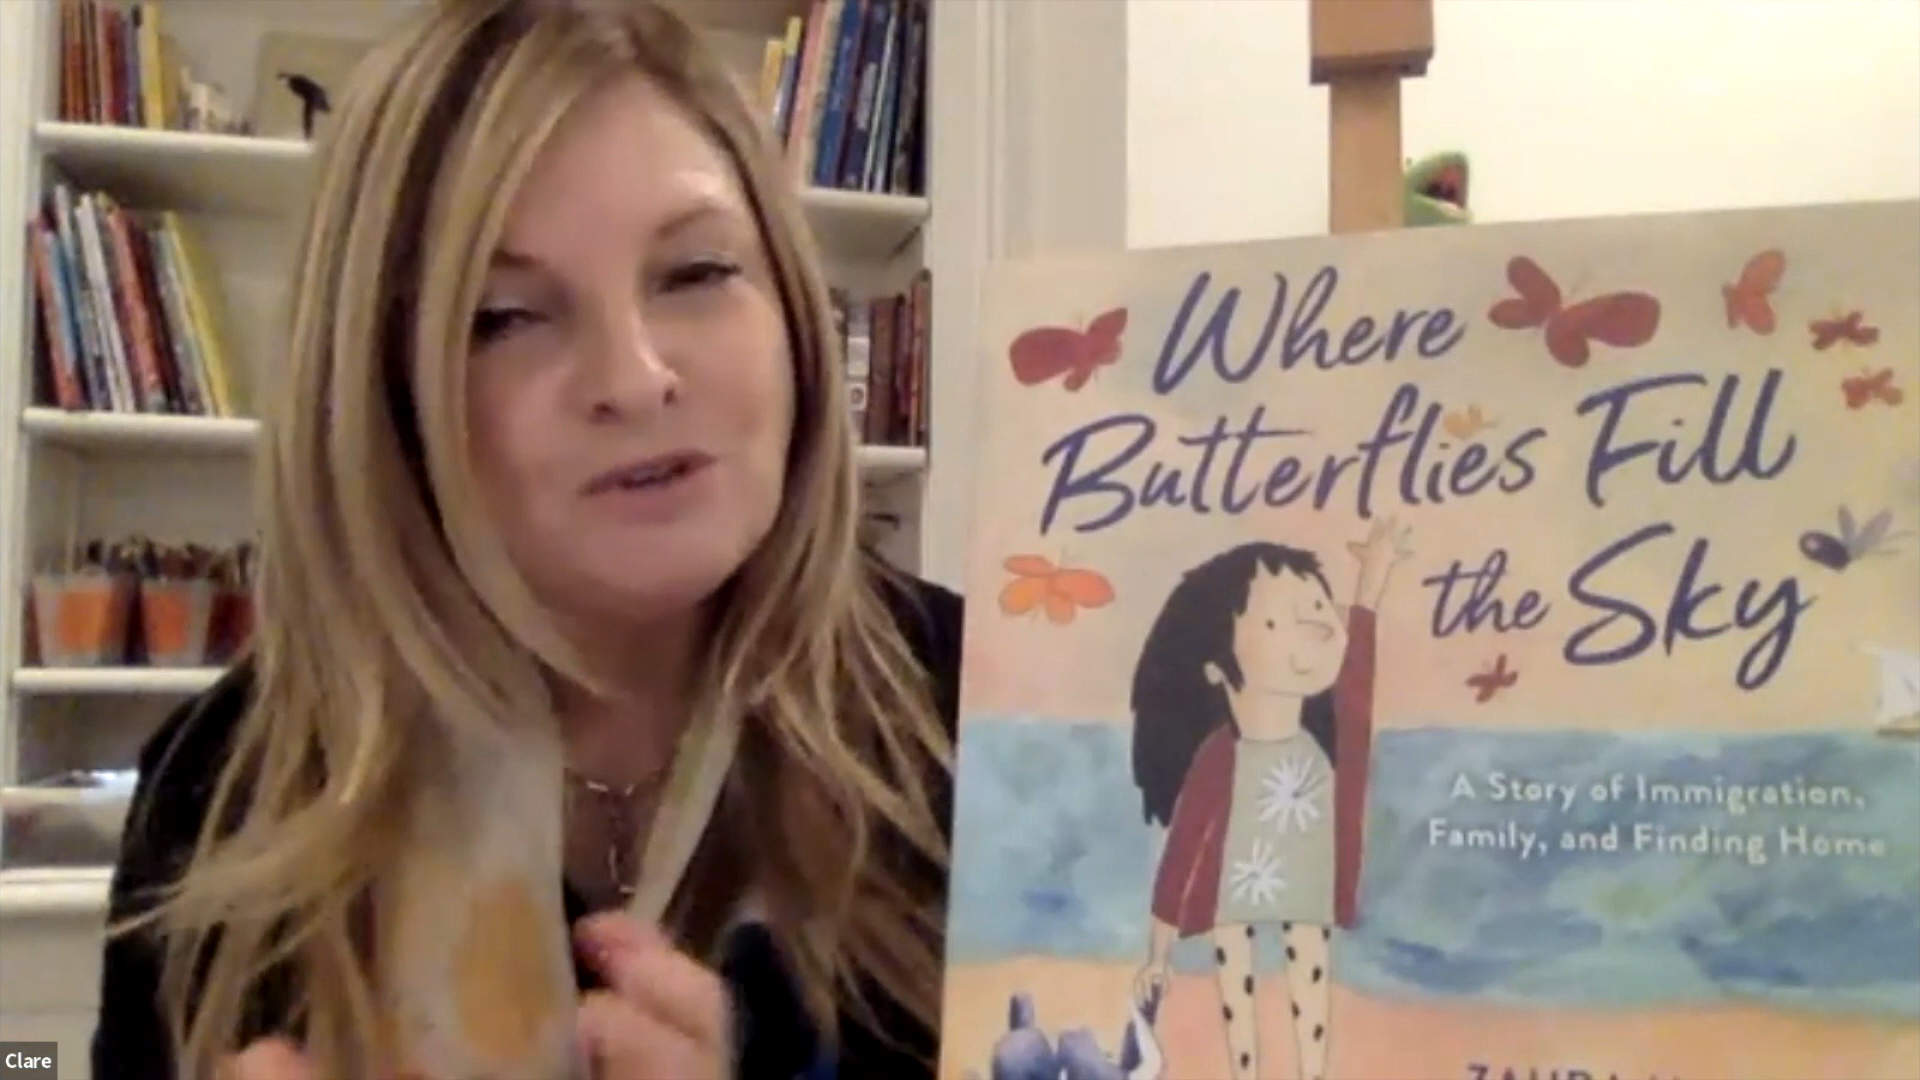 Where
Butterflies Fill
the Sky
A Story of Immigration,
Family, and Finding Home
Clare